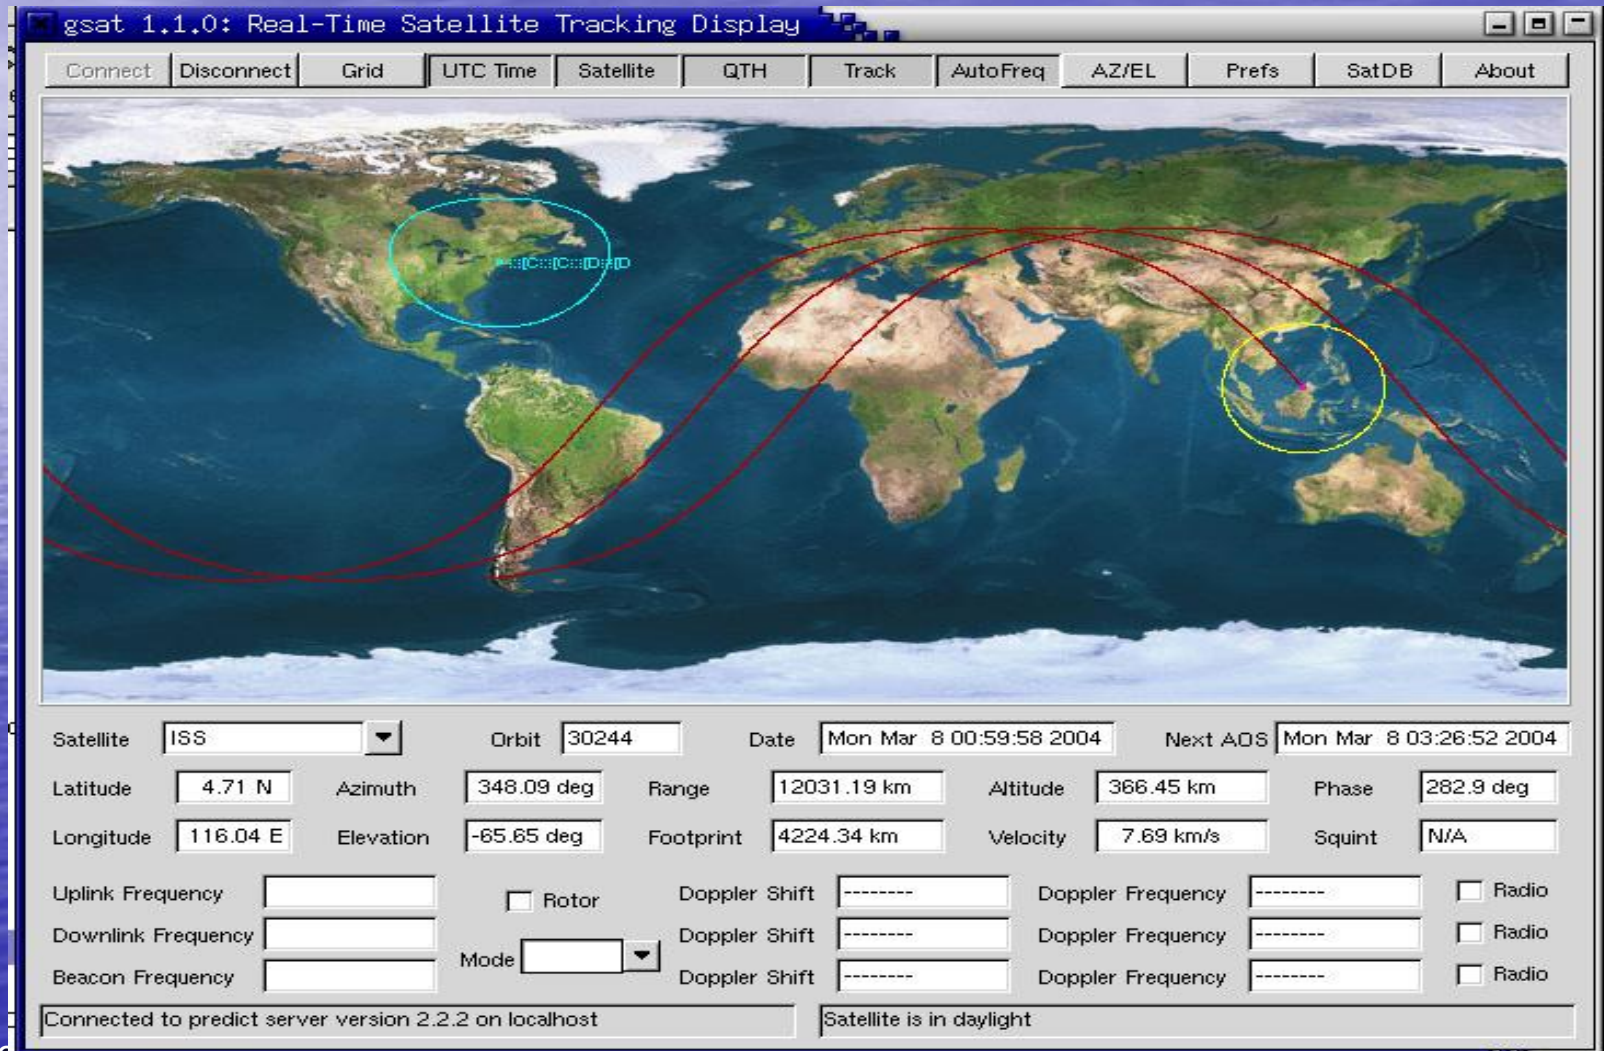 gsat 1.1.0: Real-Time Satellite Tracking Display
Connect Disconnect Grid UTC Time Satellite QTH Track AutoFreq AZ/EL Prefs SatDB About
Satellite ISS Orbit 30244 Date Mon Mar 8 00:59:58 2004 Next AOS Mon Mar 8 03:26:52 2004
Latitude 4.71 N Azimuth 348.09 deg Range 12031.19 km Altitude 366.45 km Phase 282.9 deg
Longitude 116.04 E Elevation -65.65 deg Footprint 4224.34 km Velocity 7.69 km/s Squint N/A
Uplink Frequency Rotor Doppler Shift -------- Doppler Frequency -------- Radio
Downlink Frequency Doppler Shift -------- Doppler Frequency -------- Radio
Mode
Beacon Frequency Doppler Shift -------- Doppler Frequency -------- Radio
Connected to predict server version 2.2.2 on localhost Satellite is in daylight